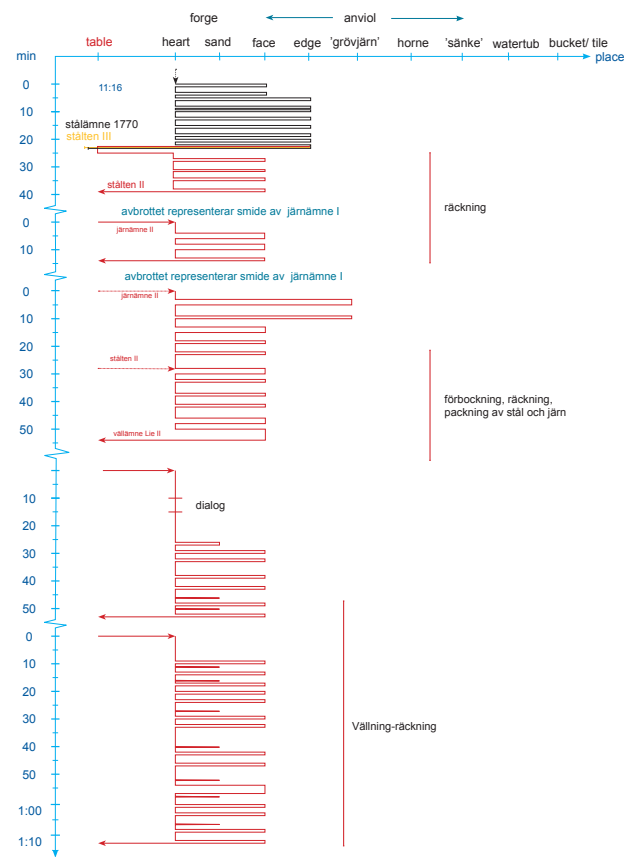 forge
anviol
table
heart
sand
face
edge
'grövjärn'
horne
'sänke'
watertub
bucket/ tile
min
place
0
11:16
10
stålämne 1770
stålten III
20
30
stålten II
40
räckning
avbrottet representerar smide av järnämne I
0
järnämne II
10
avbrottet representerar smide av järnämne I
0
järnämne II
10
20
stålten II
30
förbockning, räckning,
packning av stål och järn
40
50
vällämne Lie II
10
dialog
20
30
40
50
0
10
20
30
Vällning-räckning
40
50
1:00
1:10